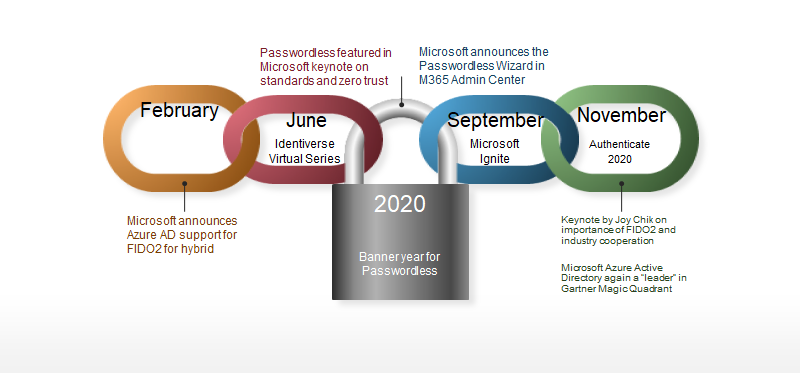 February
Microsoft announces
Azure AD support for
FIDO2 for hybrid
June
Identiverse
Virtual Series
Passwordless featured in
Microsoft keynote on
standards and zero trust
2020
Banner year for
Passwordless
Microsoft announces the
Passwordless Wizard in
M365 Admin Center
September
Microsoft
Ignite
November
Authenticate
2020
Keynote by Joy Chik on
importance of FIDO2 and
industry cooperation
Microsoft Azure Active
Directory again a “leader” in
Gartner Magic Quadrant